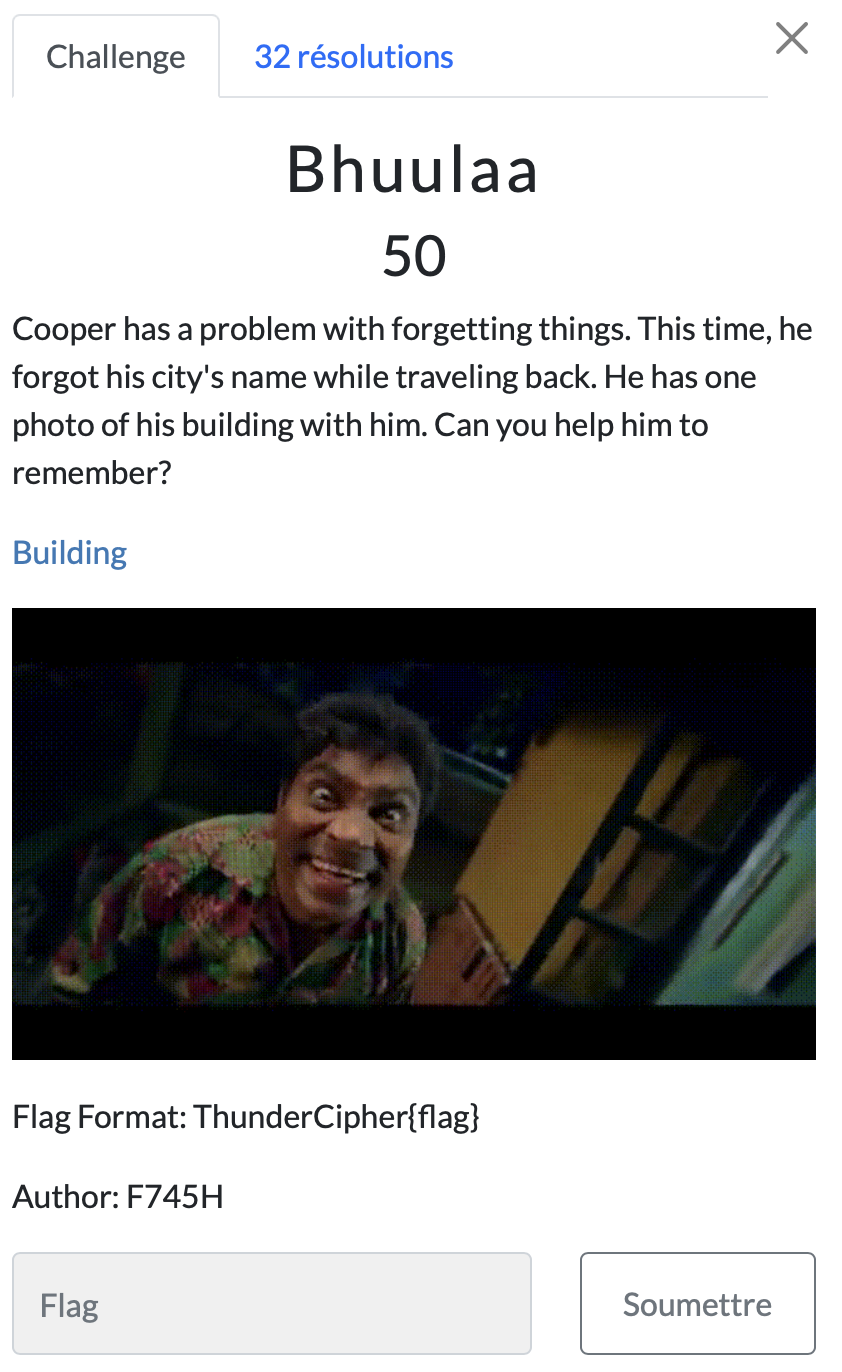 Challenge
32 résolutions
Bhuulaa
50
Cooper has a problem with forgetting things. This time, he
forgot his city's name while traveling back. He has one
photo of his building with him. Can you help him to
remember?
Building
Flag Format: ThunderCipher{flag}
Author: F745H
Flag
Soumettre